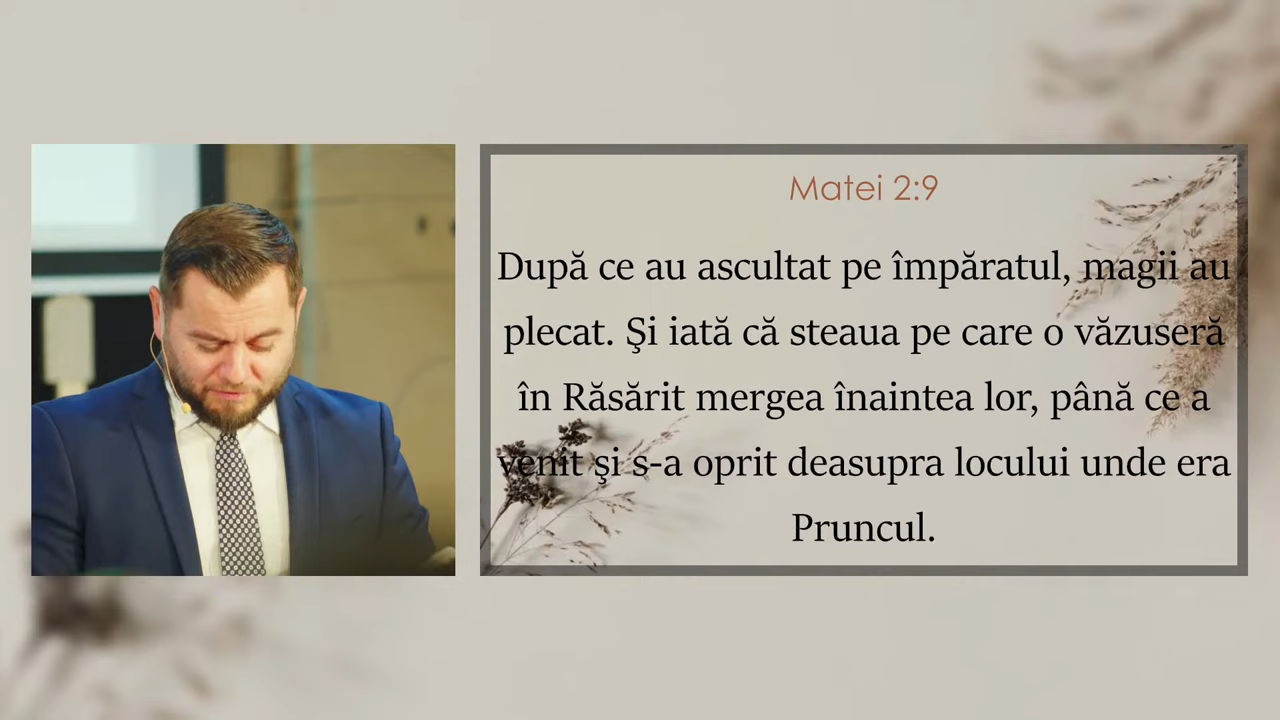 Matei 2:9
După ce au ascultat pe împăratul, magii au
plecat. Şi iată că steaua pe care o văzuseră
în Răsărit mergea înaintea lor, până ce a
venit şi s-a oprit deasupra locului unde era
Pruncul.